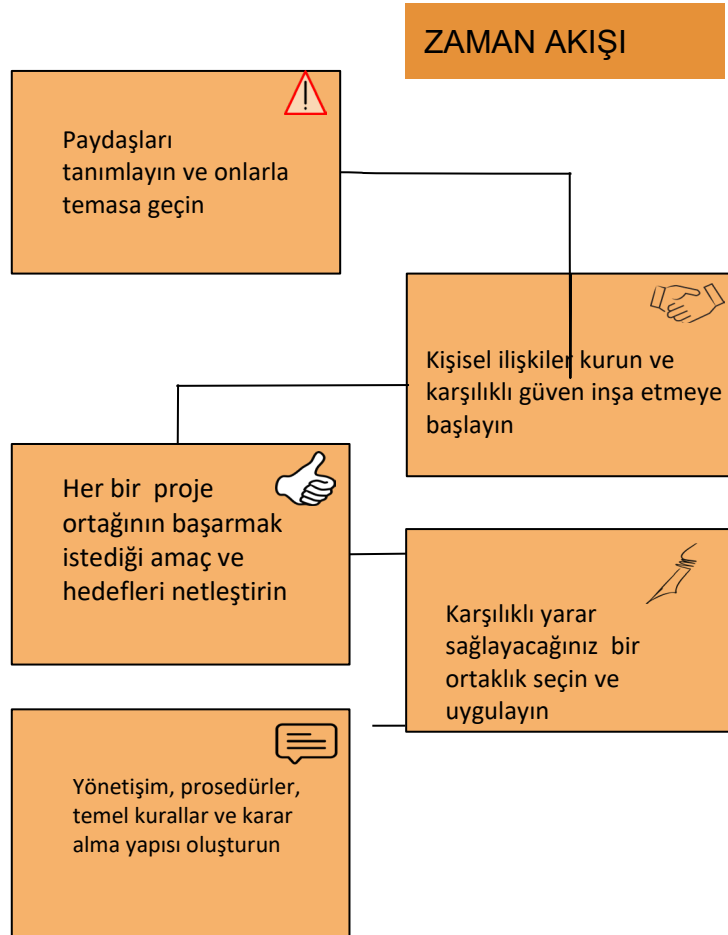 ZAMAN AKIŞI
Paydaşları
tanımlayın ve onlarla
temasa geçin
Kişisel ilişkiler kurun ve
karşılıklı güven inşa etmeye
başlayın
Her bir proje
ortağının başarmak
istediği amaç ve
hedefleri netleştirin
Karşılıklı yarar
sağlayacağınız bir
ortaklık seçin ve
uygulayın
Yönetişim, prosedürler,
temel kurallar ve karar
alma yapısı oluşturun